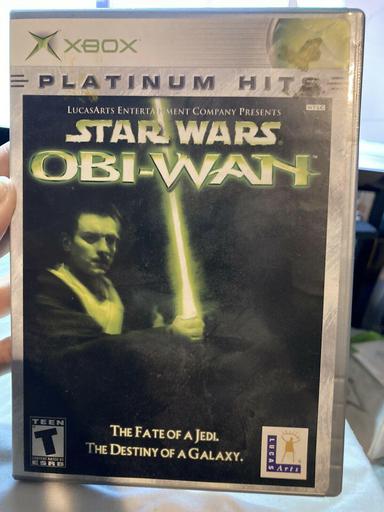 XBOX
PLATINUM HITS
LUCASARTS ENTERTAINMENT COMPANY PRESENTS
NTSC
STAR WARS
OBI-WAN
THE FATE OF A JEDI.
THE DESTINY OF A GALAXY.
TEEN
T
ESRB
LUCAS
Arts